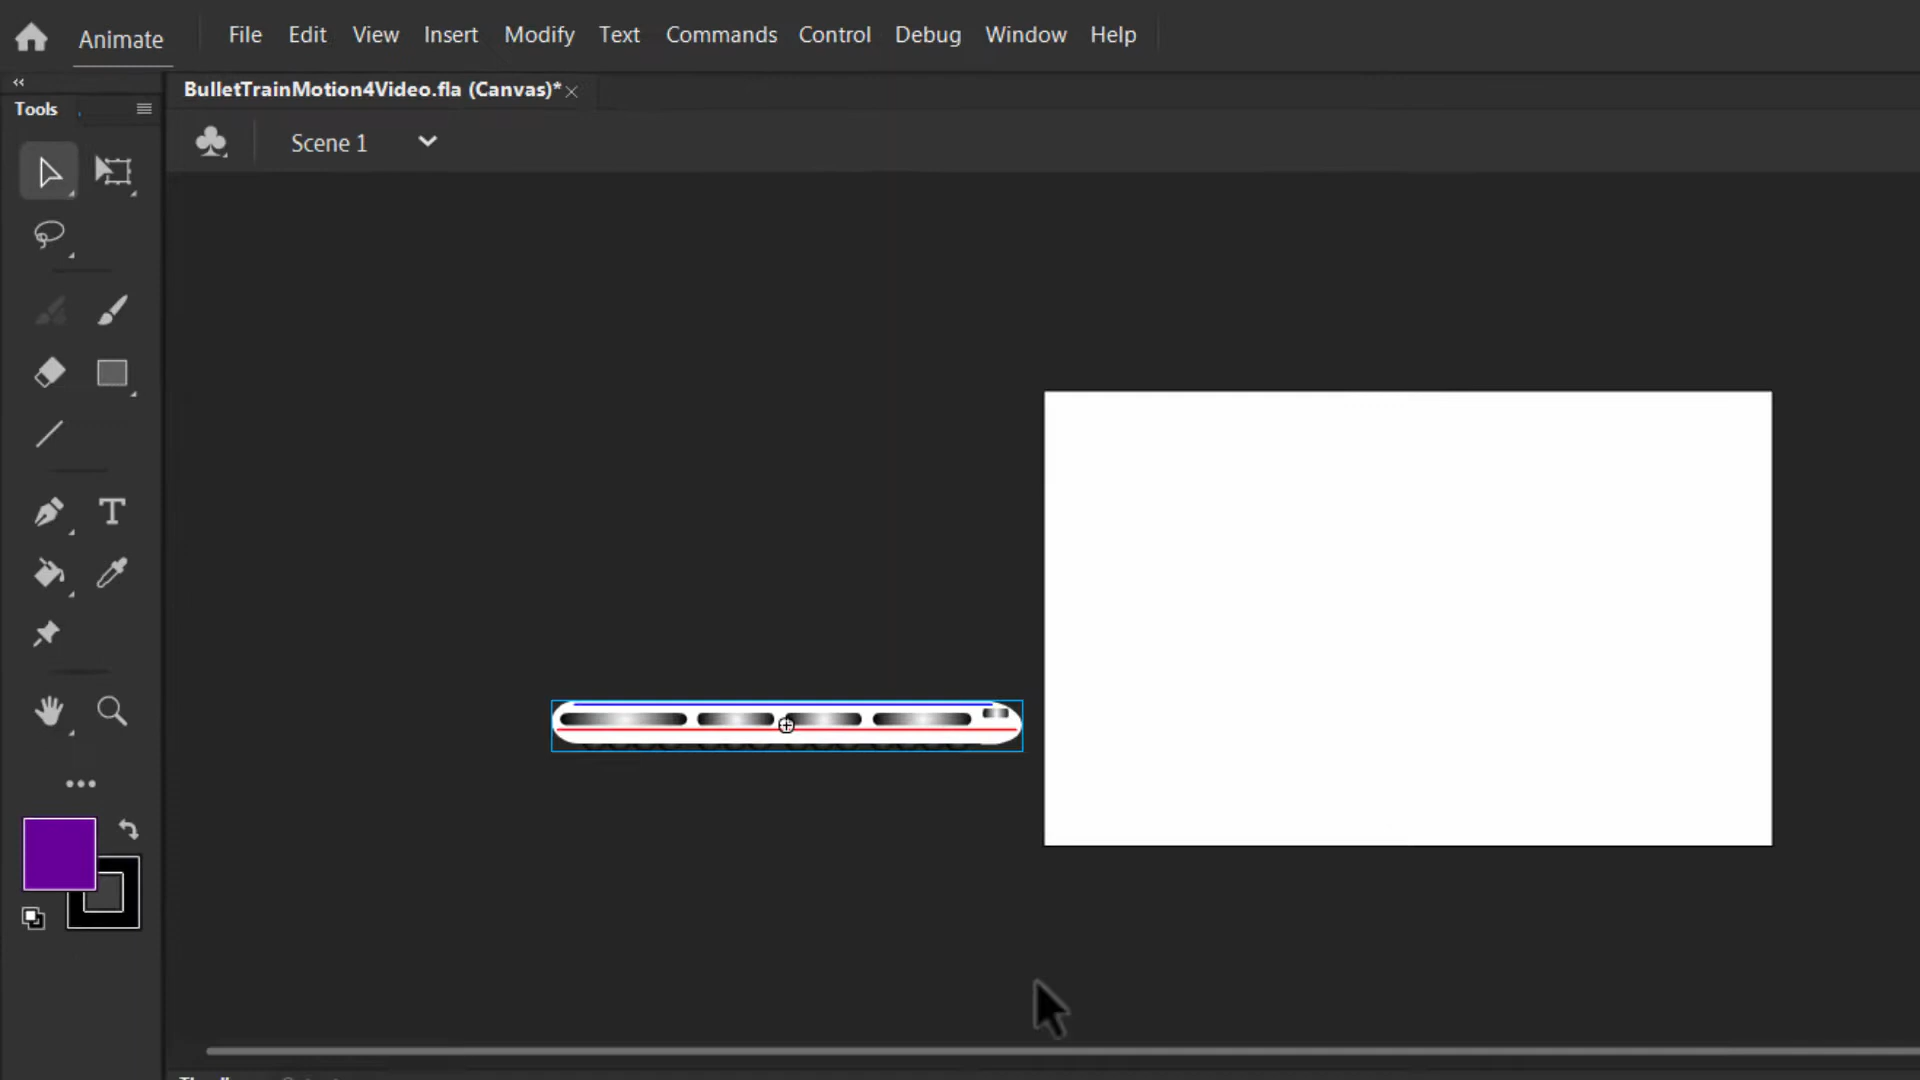 Animate File Edit View Insert Modify Text Commands Control Debug Window Help
BulletTrainMotion4Video.fla (Canvas)*
Tools
Scene 1